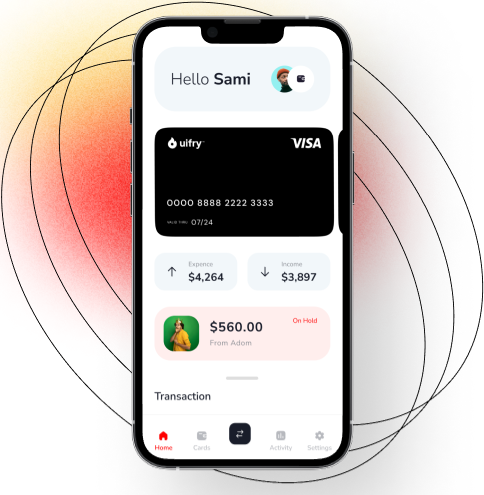 Hello Sami
uifry™
VISA
0000 8888 2222 3333
VALID THRU 07/24
Expence
$4,264
Income
$3,897
$560.00
On Hold
From Adom
Transaction
Home
Cards
Activity
Settings